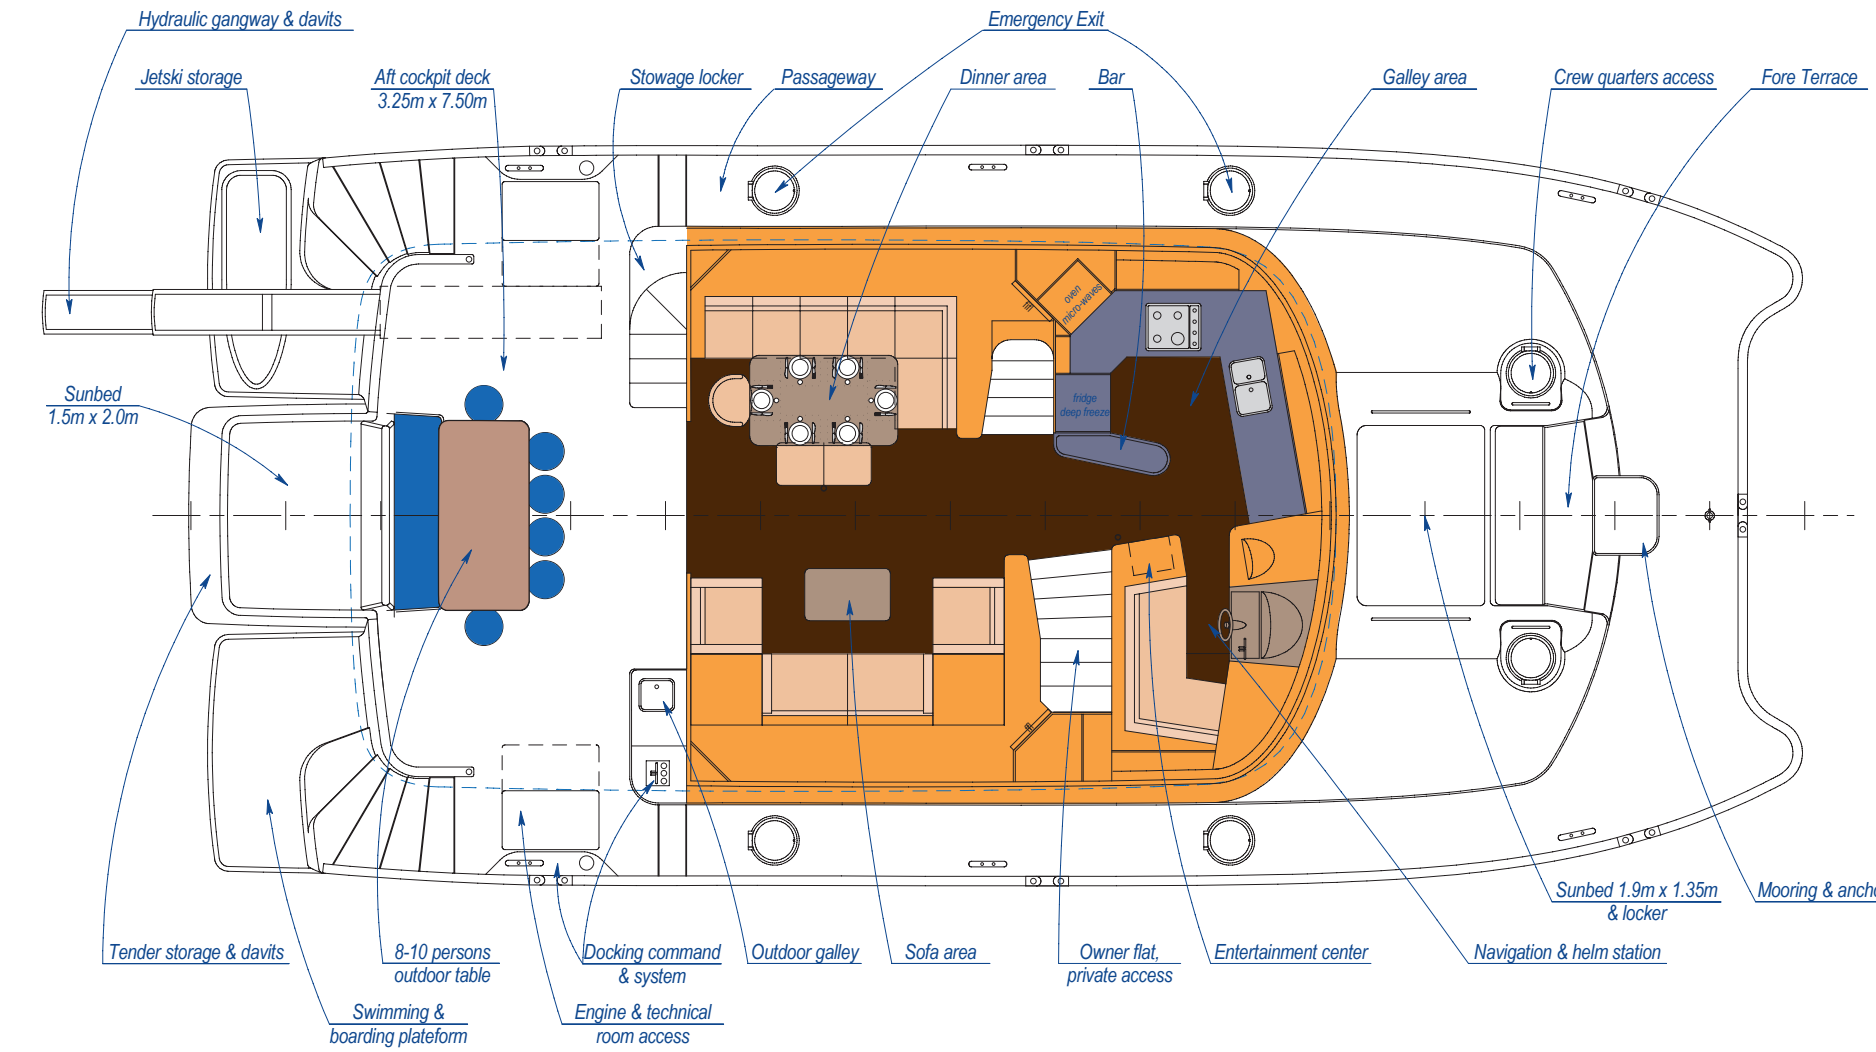 Hydraulic gangway & davits
Emergency Exit
Jetski storage
Aft cockpit deck
3.25m x 7.50m
Stowage locker
Passageway
Dinner area
Bar
Galley area
Crew quarters access
Fore Terrace
oven
micro-waves
Sunbed
1.5m x 2.0m
fridge
deep freeze
Sunbed 1.9m x 1.35m
& locker
Mooring &
Tender storage & davits
8-10 persons
outdoor table
Docking command
& system
Outdoor galley
Sofa area
Owner flat,
private access
Entertainment center
Navigation & helm station
Swimming &
boarding plateform
Engine & technical
room access